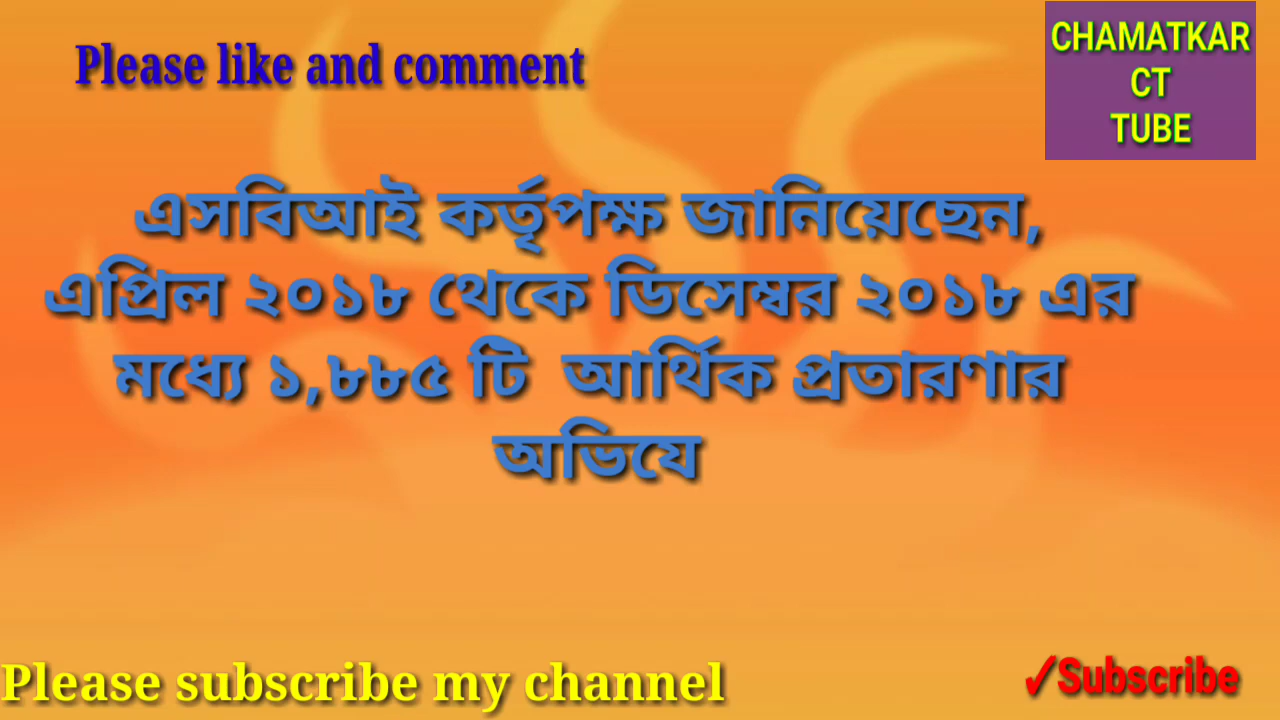 Please like and comment
CHAMATKAR
CT
TUBE
এসবিআই কর্তৃপক্ষ জানিয়েছেন,
এপ্রিল ২০১৮ থেকে ডিসেম্বর ২০১৮ এর
মধ্যে ১,৮৮৫ টি আর্থিক প্রতারণার
অভিযে
Please subscribe my channel
✓Subscribe